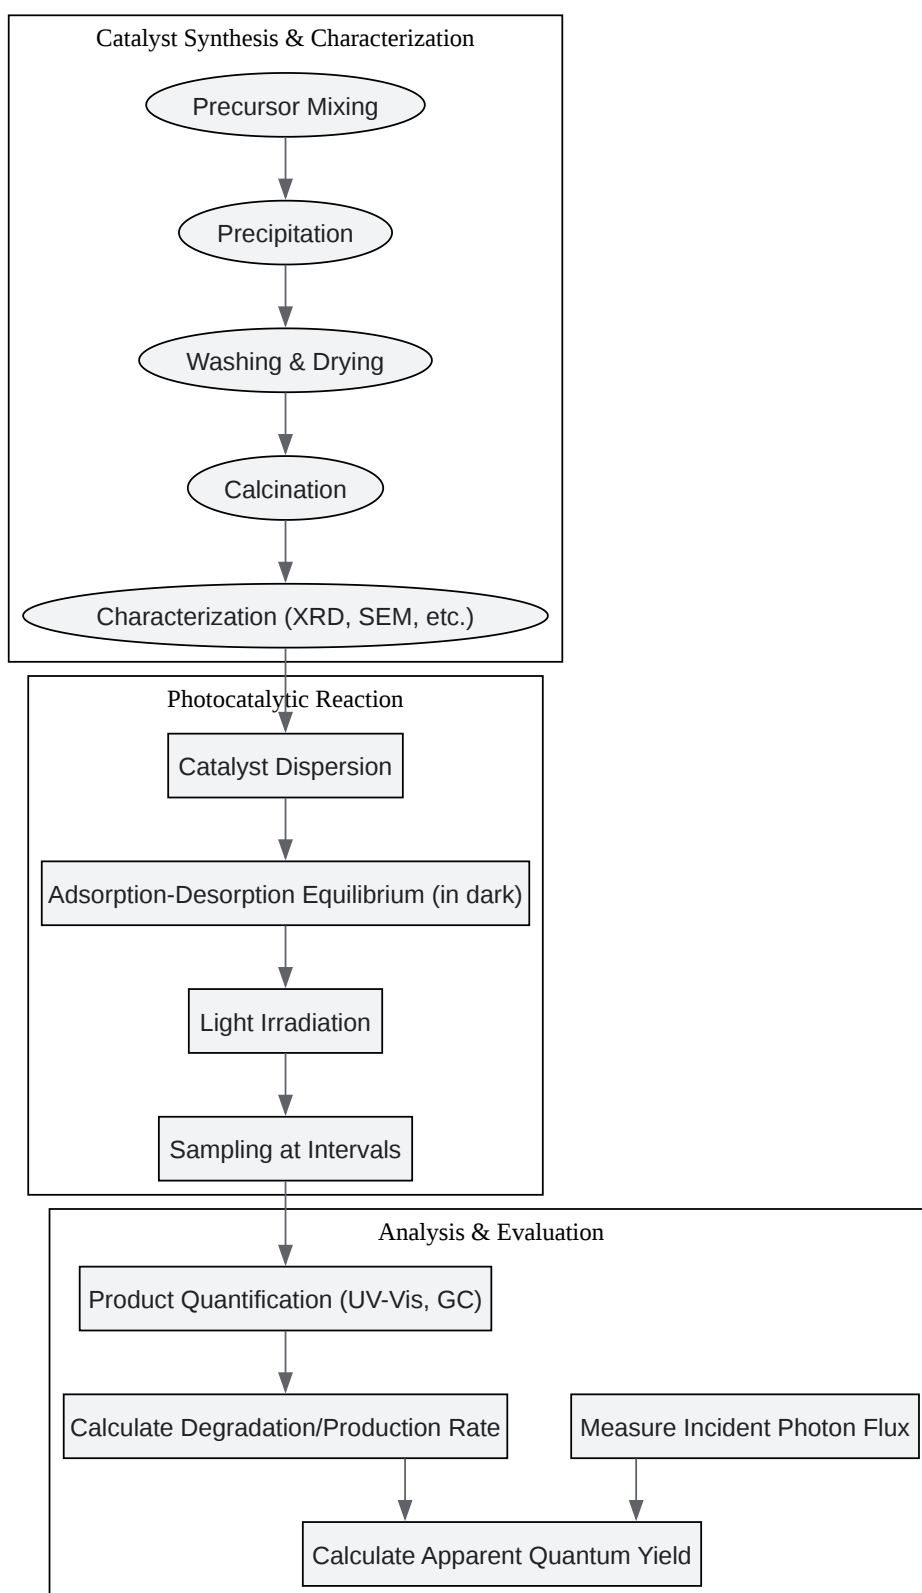 Catalyst Synthesis & Characterization
Precursor Mixing
Precipitation
Washing & Drying
Calcination
Characterization (XRD, SEM, etc.)
Photocatalytic Reaction
Catalyst Dispersion
Adsorption-Desorption Equilibrium (in dark)
Light Irradiation
Sampling at Intervals
Analysis & Evaluation
Product Quantification (UV-Vis, GC)
Calculate Degradation/Production Rate
Measure Incident Photon Flux
Calculate Apparent Quantum Yield